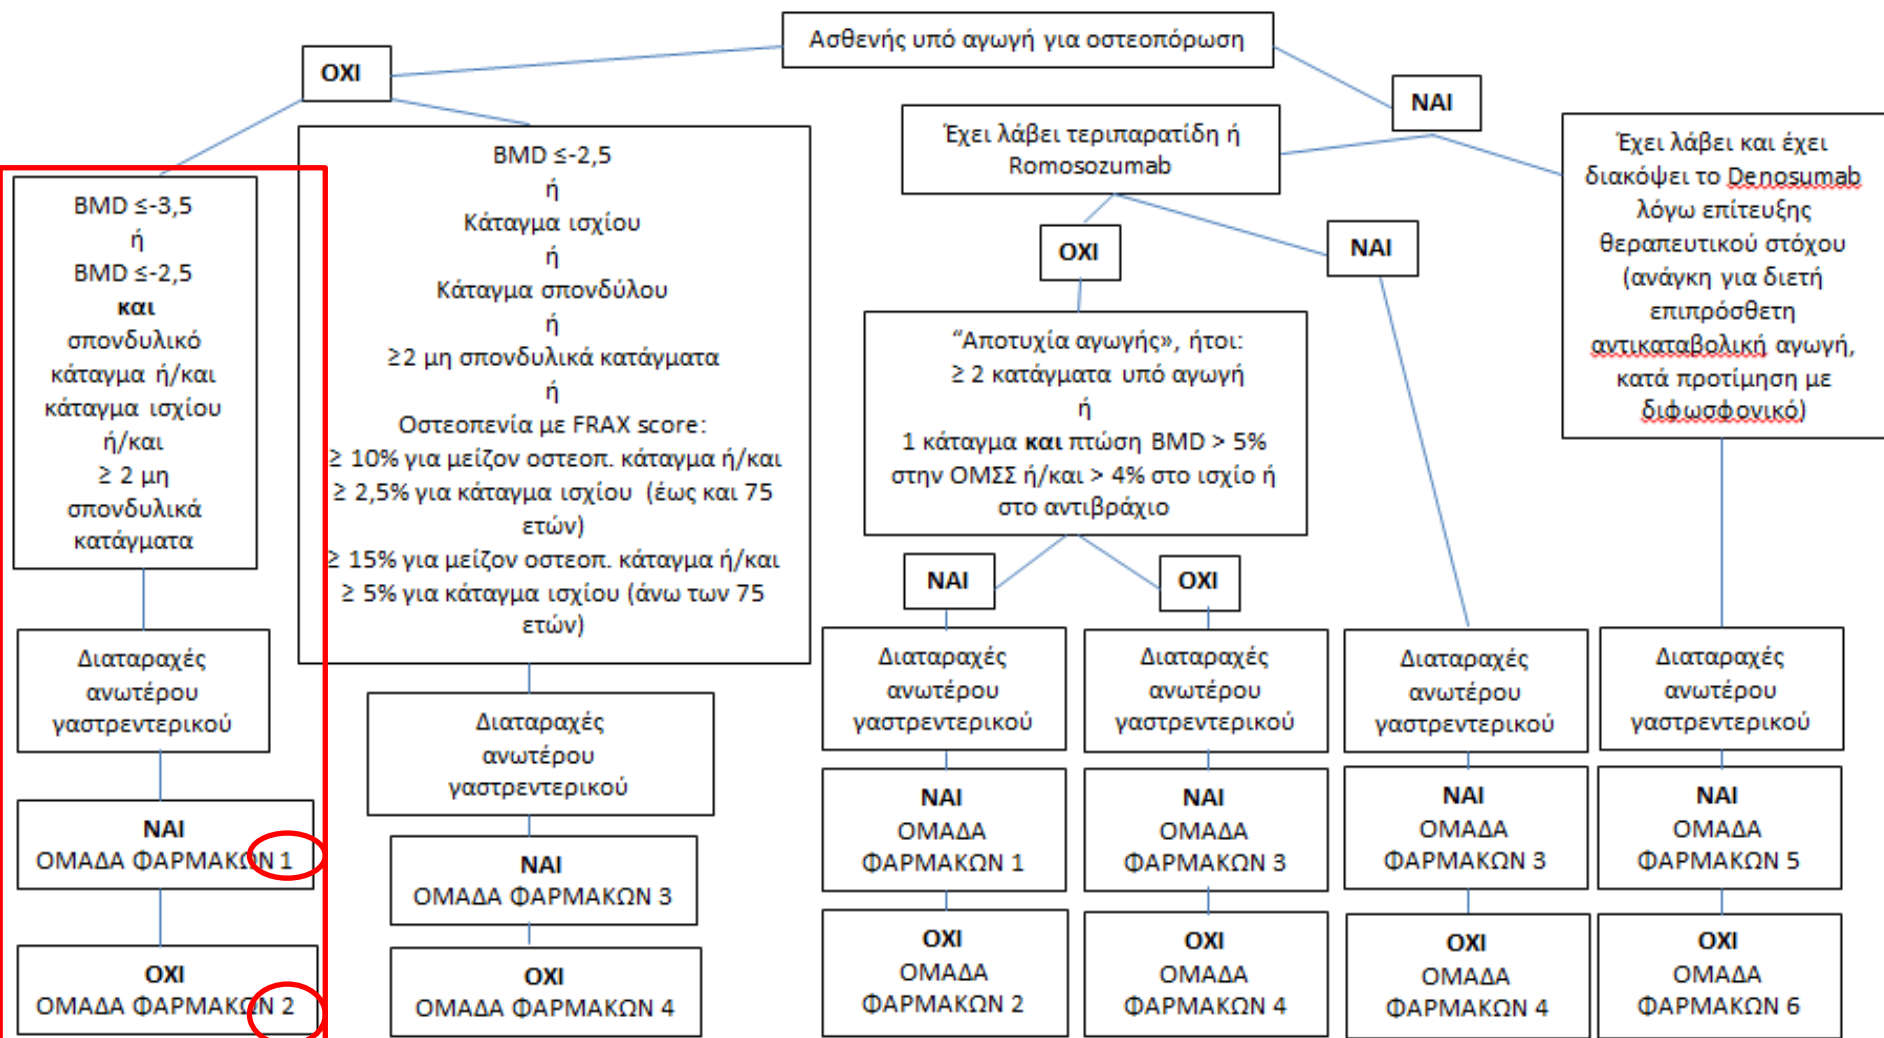 Ασθενής υπό αγωγή για οστεοπόρωση
ΟΧΙ
BMD ≤-3,5
ή
BMD ≤-2,5
και
σπονδυλικό
κάταγμα ή/και
κάταγμα ισχίου
ή/και
≥ 2 μη
σπονδυλικά
κατάγματα
Διαταραχές
ανωτέρου
γαστρεντερικού
ΝΑΙ
ΟΜΑΔΑ ΦΑΡΜΑΚΩΝ 1
ΟΧΙ
ΟΜΑΔΑ ΦΑΡΜΑΚΩΝ 2
BMD ≤-2,5
ή
Κάταγμα ισχίου
ή
Κάταγμα σπονδύλου
ή
≥2 μη σπονδυλικά κατάγματα
ή
Οστεοπενία με FRAX score:
≥ 10% για μείζον οστεοπ. κάταγμα ή/και
≥ 2,5% για κάταγμα ισχίου (έως και 75
ετών)
≥ 15% για μείζον οστεοπ. κάταγμα ή/και
≥ 5% για κάταγμα ισχίου (άνω των 75
ετών)
Διαταραχές
ανωτέρου
γαστρεντερικού
ΝΑΙ
ΟΜΑΔΑ ΦΑΡΜΑΚΩΝ 3
ΟΧΙ
ΟΜΑΔΑ ΦΑΡΜΑΚΩΝ 4
ΝΑΙ
Έχει λάβει τεριπαρατίδη ή
Romosozumab
ΟΧΙ
“Αποτυχία αγωγής», ήτοι:
≥ 2 κατάγματα υπό αγωγή
ή
1 κάταγμα και πτώση BMD > 5%
στην ΟΜΣΣ ή/και > 4% στο ισχίο ή
στο αντιβράχιο
ΝΑΙ
Διαταραχές
ανωτέρου
γαστρεντερικού
ΝΑΙ
ΟΜΑΔΑ
ΦΑΡΜΑΚΩΝ 1
ΟΧΙ
ΟΜΑΔΑ
ΦΑΡΜΑΚΩΝ 2
ΟΧΙ
Διαταραχές
ανωτέρου
γαστρεντερικού
ΝΑΙ
ΟΜΑΔΑ
ΦΑΡΜΑΚΩΝ 3
ΟΧΙ
ΟΜΑΔΑ
ΦΑΡΜΑΚΩΝ 4
ΝΑΙ
Διαταραχές
ανωτέρου
γαστρεντερικού
ΝΑΙ
ΟΜΑΔΑ
ΦΑΡΜΑΚΩΝ 3
ΟΧΙ
ΟΜΑΔΑ
ΦΑΡΜΑΚΩΝ 4
Έχει λάβει και έχει
διακόψει το Denosumab
λόγω επίτευξης
θεραπευτικού στόχου
(ανάγκη για διετή
επιπρόσθετη
αντικαταβολική αγωγή,
κατά προτίμηση με
διφωσφονικό)
Διαταραχές
ανωτέρου
γαστρεντερικού
ΝΑΙ
ΟΜΑΔΑ
ΦΑΡΜΑΚΩΝ 5
ΟΧΙ
ΟΜΑΔΑ
ΦΑΡΜΑΚΩΝ 6